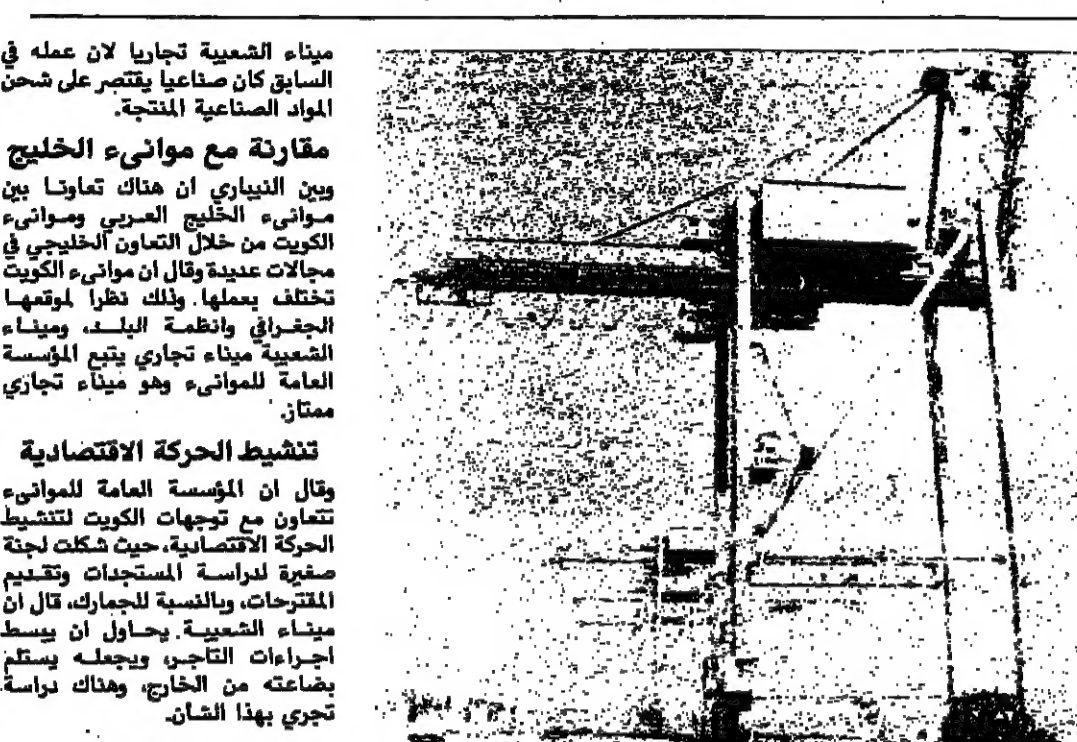 ميناء الشعيبة تجاريا لان عمله في
السابق كان صناعيا يقتصر على شحن
المواد الصناعية المنتجة.
مقارنة مع موانىء الخليج
وبين النيباري ان هناك تعاونا بين
موانىء الخليج العربي وموانىء
الكويت من خلال التعاون الخليجي في
مجالات عديدة وقال ان موانىء الكويت
تختلف بعملها. وذلك نظرا لموقعها
الجغرافي وانظمة البلد، وميناء
الشعيبة ميناء تجاري يتبع المؤسسة
العامة للموانىء وهو ميناء تجاري
ممتاز.
تنشيط الحركة الاقتصادية
وقال ان المؤسسة العامة للموانىء
تتعاون مع توجهات الكويت لتنشيط
الحركة الاقتصادية، حيث شكلت لجنة
صغيرة لدراسة المستجدات وتقديم
المقترحات، وبالنسبة للجمارك، قال ان
ميناء الشعيبة يحاول ان يبسط
اجراءات التاجر، ويجعله يستلم
بضاعته من الخارج، وهناك دراسة
تجري بهذا الشأن.